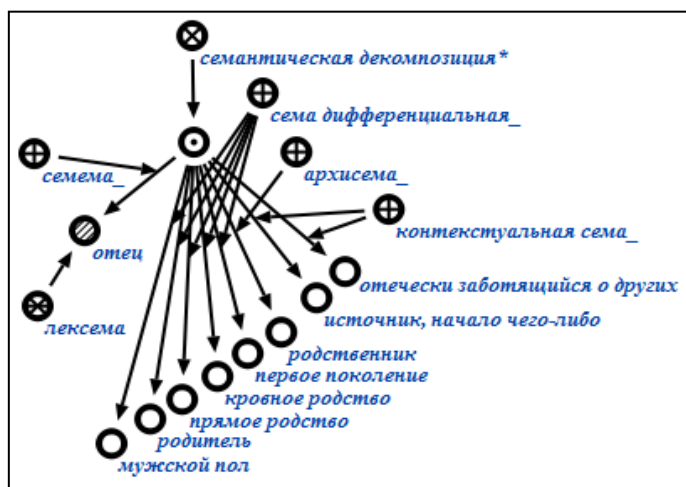 семантическая декомпозиция*
сема дифференциальная_
семема_
архисема_
контекстуальная сема_
отец
отечески заботящийся о других
источник, начало чего-либо
лексема
родственник
первое поколение
кровное родство
прямое родство
родитель
мужской пол